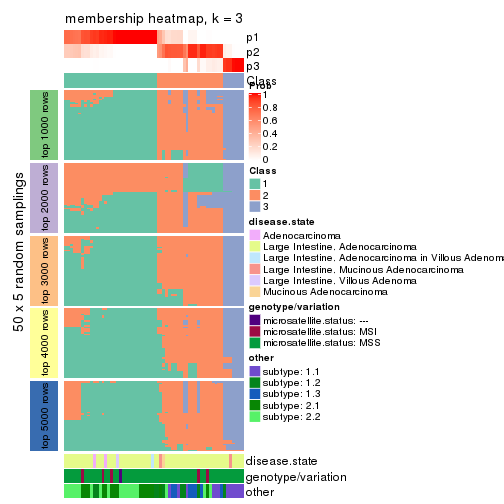 membership heatmap, k = 3
p1
p2
p3
Class
Prob
1
0.8
0.6
0.4
0.2
0
50 x 5 random samplings
top 1000 rows
top 2000 rows
top 3000 rows
top 4000 rows
top 5000 rows
Class
1
2
3
disease.state
Adenocarcinoma
Large Intestine. Adenocarcinoma
Large Intestine. Adenocarcinoma in Villous Adenom
Large Intestine. Mucinous Adenocarcinoma
Large Intestine. Villous Adenoma
Mucinous Adenocarcinoma
genotype/variation
microsatellite.status: ---
microsatellite.status: MSI
microsatellite.status: MSS
other
subtype: 1.1
subtype: 1.2
subtype: 1.3
subtype: 2.1
subtype: 2.2
disease.state
genotype/variation
other